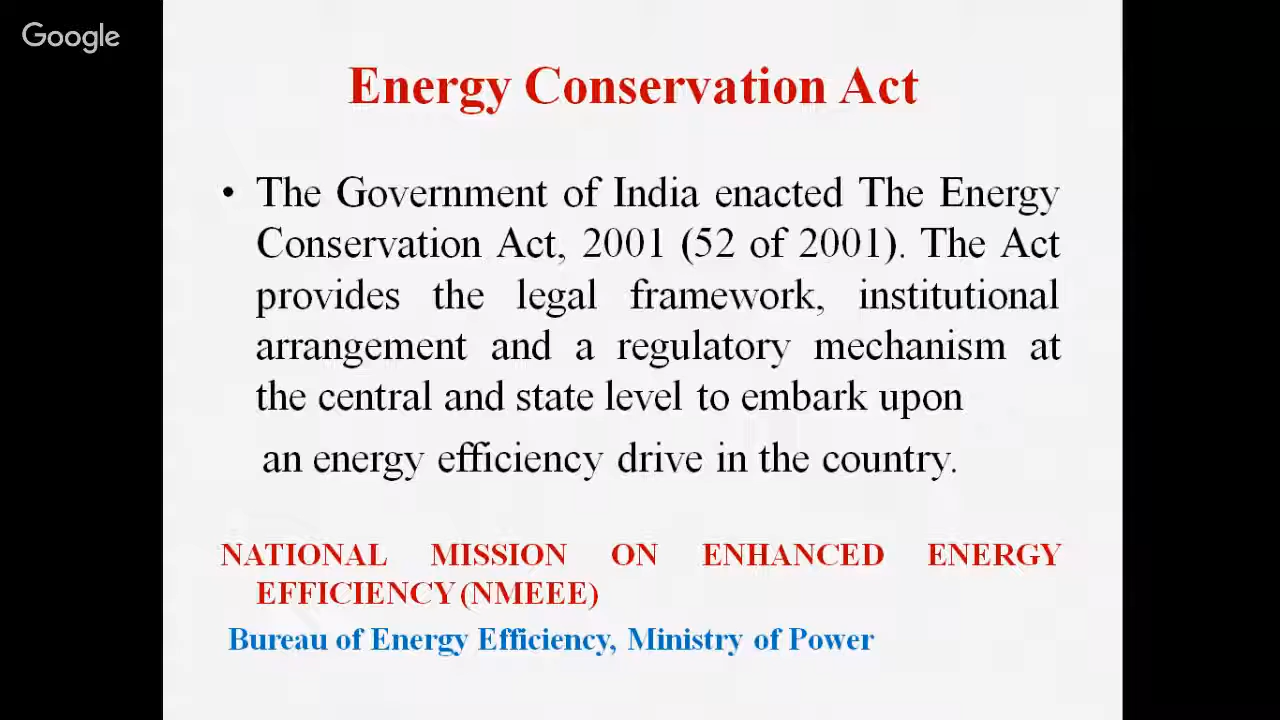 Google
Energy Conservation Act
• The Government of India enacted The Energy
Conservation Act, 2001 (52 of 2001). The Act
provides the legal framework, institutional
arrangement and a regulatory mechanism at
the central and state level to embark upon
an energy efficiency drive in the country.
NATIONAL MISSION ON ENHANCED ENERGY
EFFICIENCY (NMEEE)
Bureau of Energy Efficiency, Ministry of Power